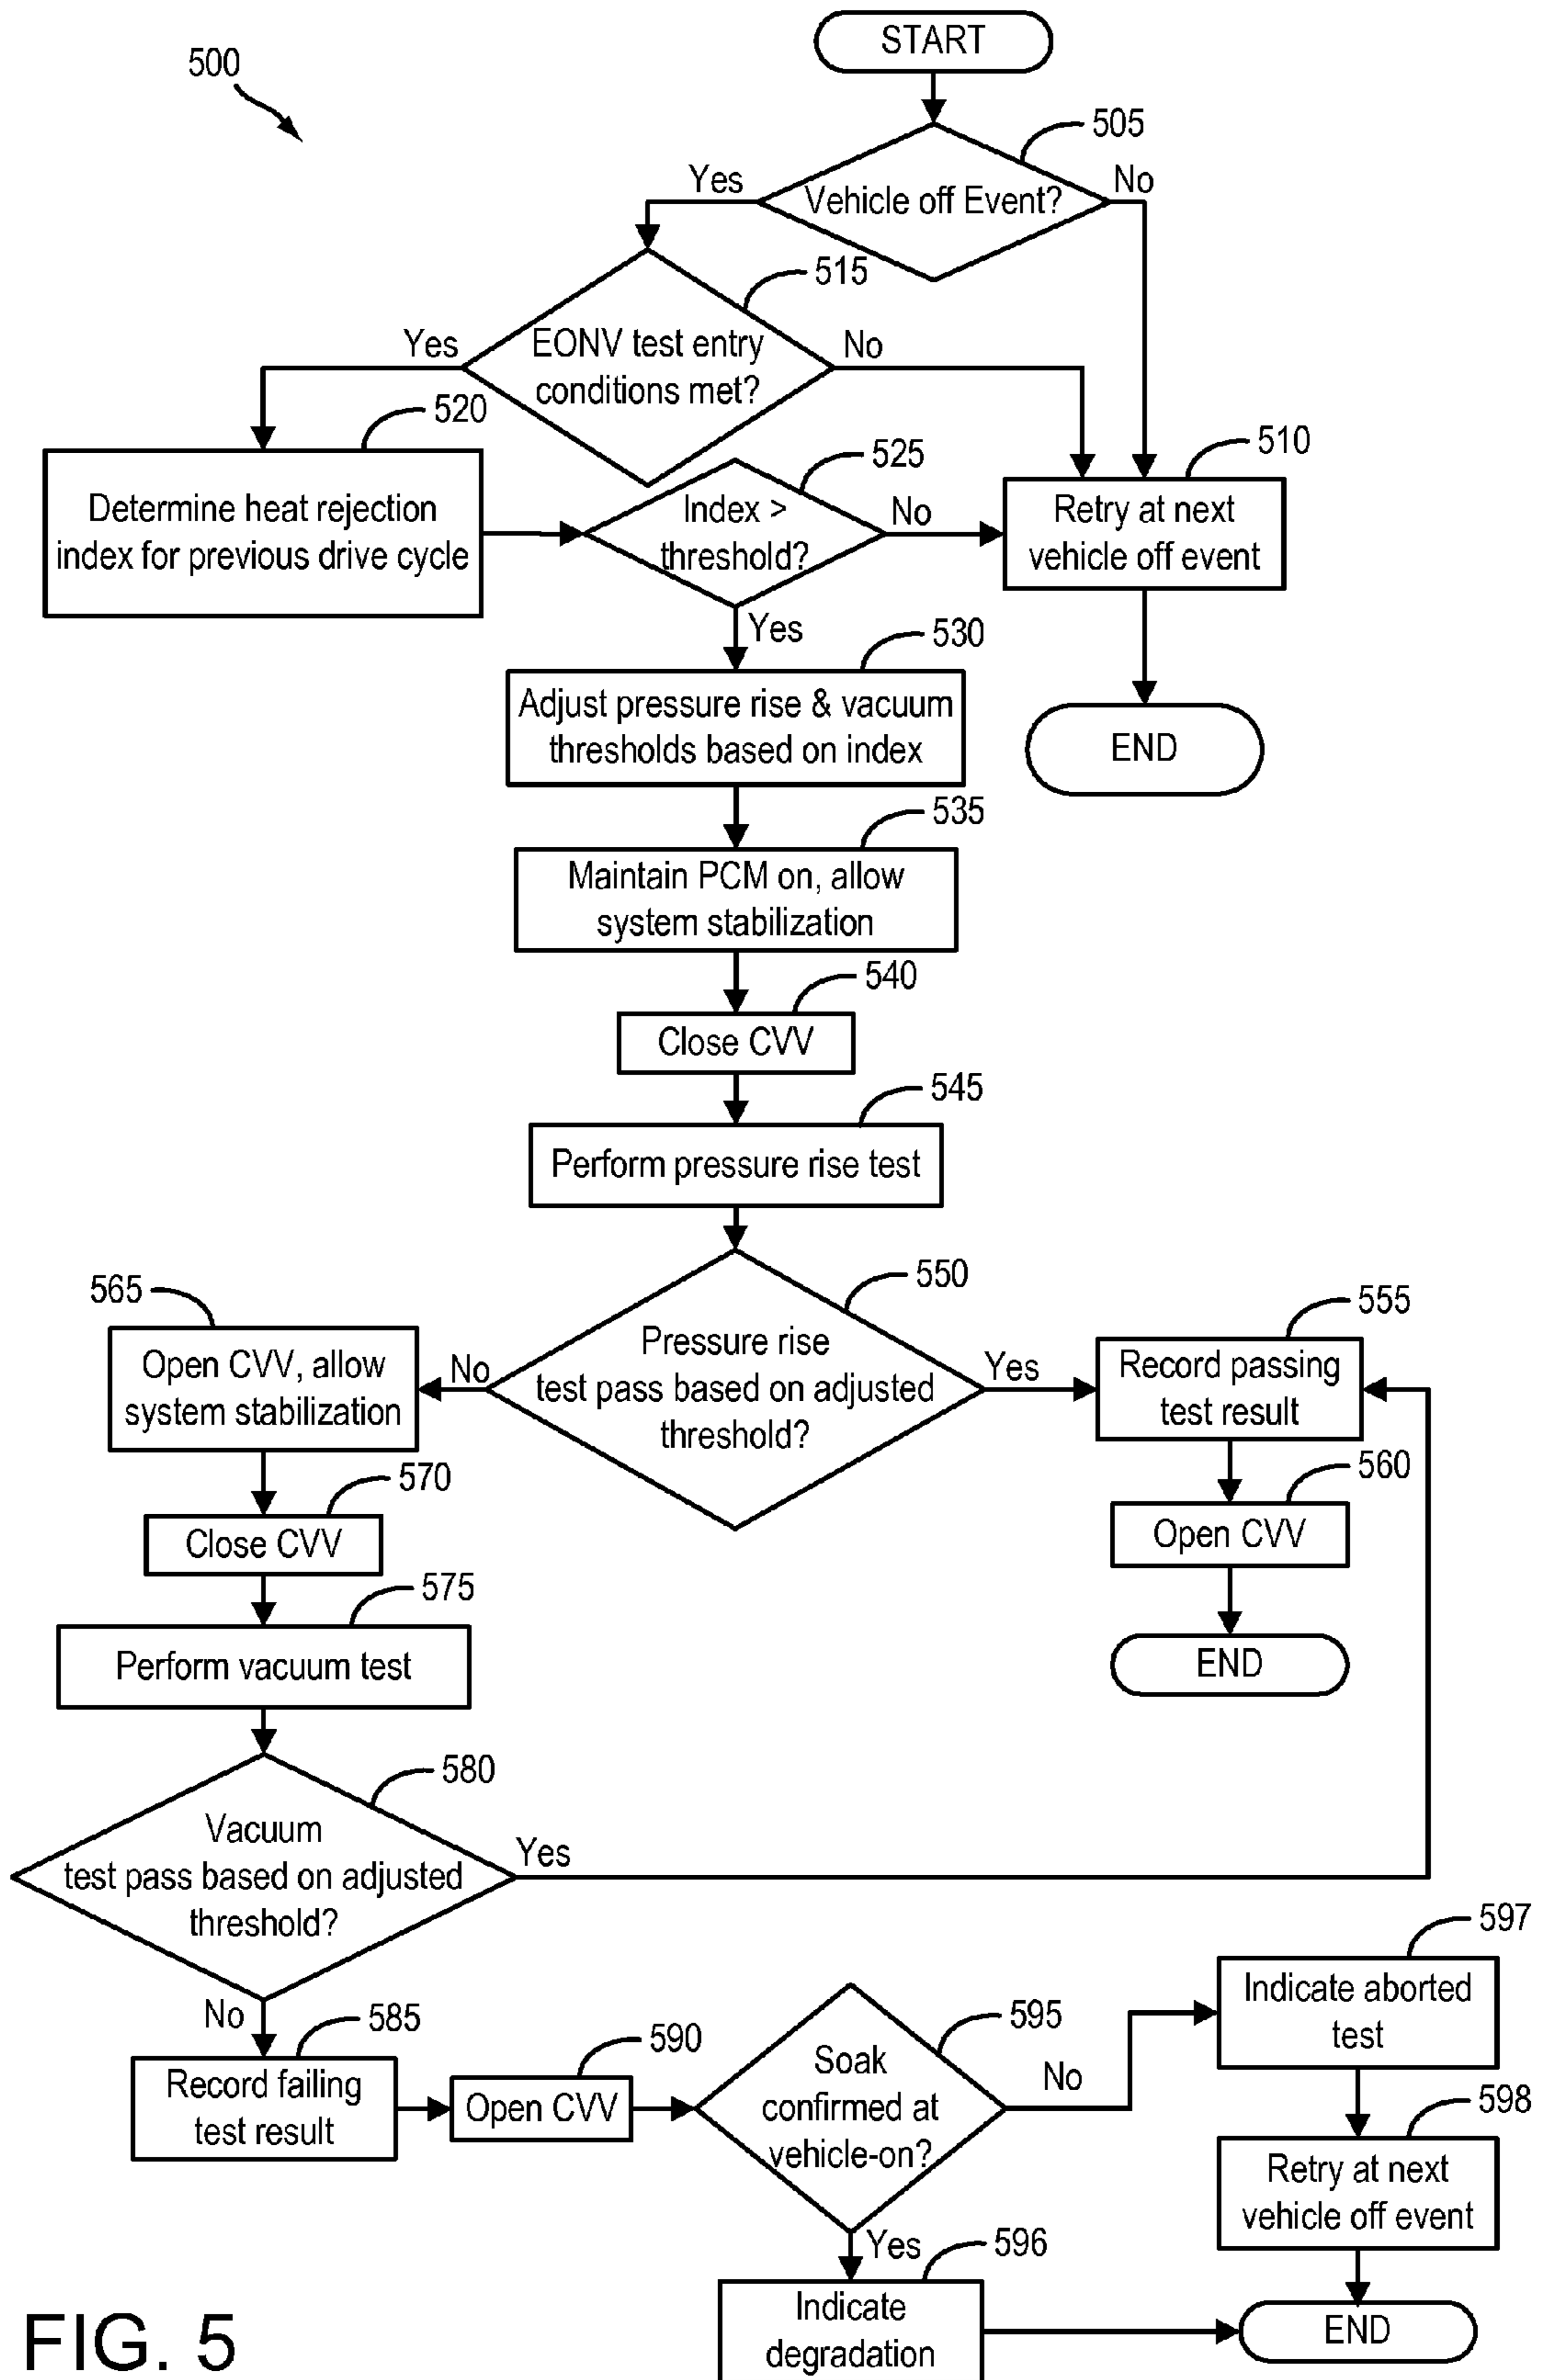 START
500
505
Yes
No
Vehicle off Event?
515
Yes
EONV test entry
conditions met?
No
520
Determine heat rejection
index for previous drive cycle
525
Index >
threshold?
No
510
Retry at next
vehicle off event
Yes
END
530
Adjust pressure rise & vacuum
thresholds based on index
535
Maintain PCM on, allow
system stabilization
540
Close CVV
545
Perform pressure rise test
550
Pressure rise
test pass based on adjusted
threshold?
No
Yes
565
Open CVV, allow
system stabilization
555
Record passing
test result
570
Close CVV
560
Open CVV
END
575
Perform vacuum test
580
Vacuum
test pass based on adjusted
threshold?
Yes
No
585
Record failing
test result
590
Open CVV
595
Soak
confirmed at
vehicle-on?
No
597
Indicate aborted
test
598
Retry at next
vehicle off event
Yes
596
Indicate
degradation
END
FIG. 5